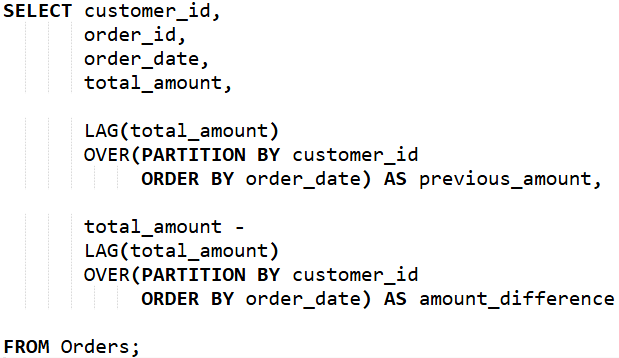 SELECT customer_id,
order_id,
order_date,
total_amount,
LAG(total_amount)
OVER(PARTITION BY customer_id
ORDER BY order_date) AS previous_amount,
total_amount -
LAG(total_amount)
OVER(PARTITION BY customer_id
ORDER BY order_date) AS amount_difference
FROM Orders;